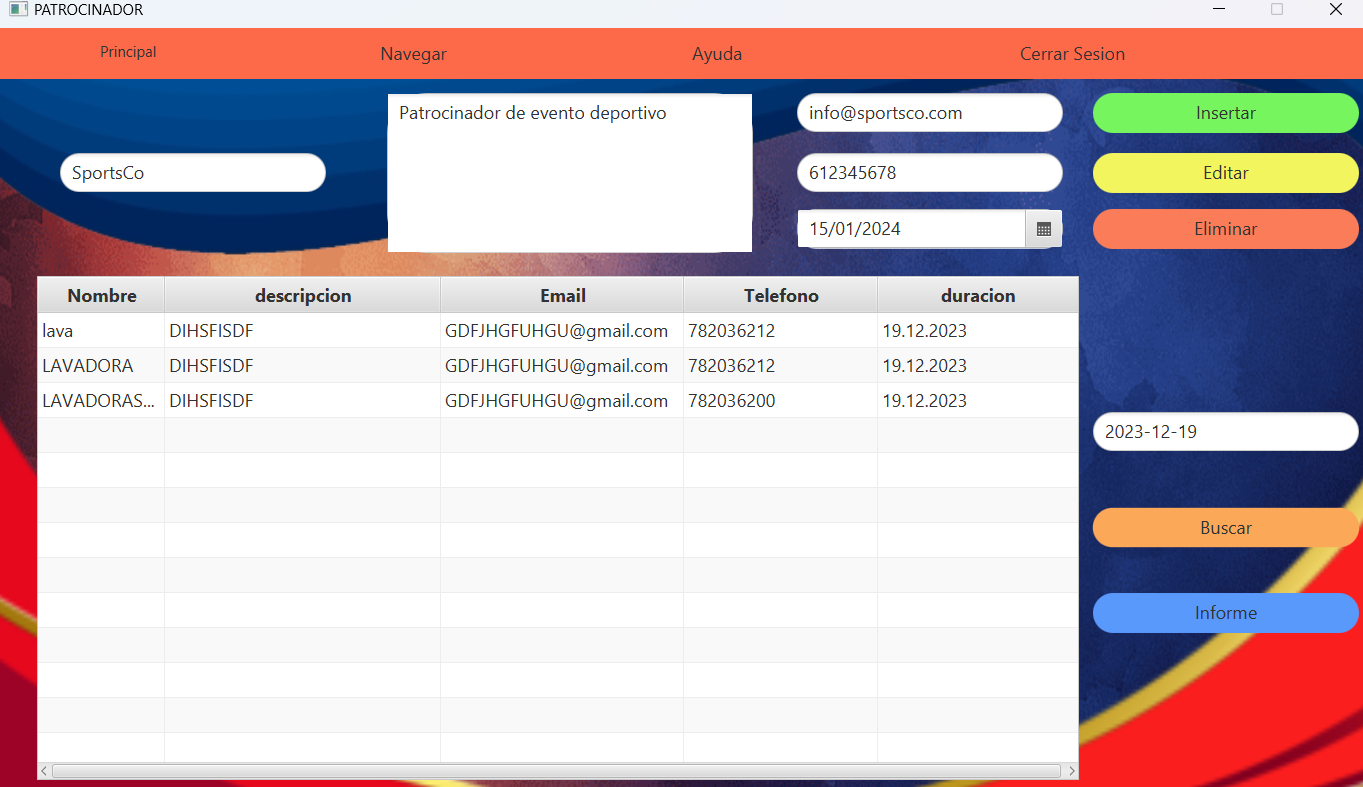 PATROCINADOR
Principal Navegar Ayuda Cerrar Sesion
SportsCo
Patrocinador de evento deportivo
info@sportsco.com
612345678
15/01/2024
Insertar
Editar
Eliminar
Nombre descripcion Email Telefono duracion
lava DIHSFISDF GDFJHGFUHGU@gmail.com 782036212 19.12.2023
LAVADORA DIHSFISDF GDFJHGFUHGU@gmail.com 782036212 19.12.2023
LAVADORAS... DIHSFISDF GDFJHGFUHGU@gmail.com 782036200 19.12.2023
2023-12-19
Buscar
Informe